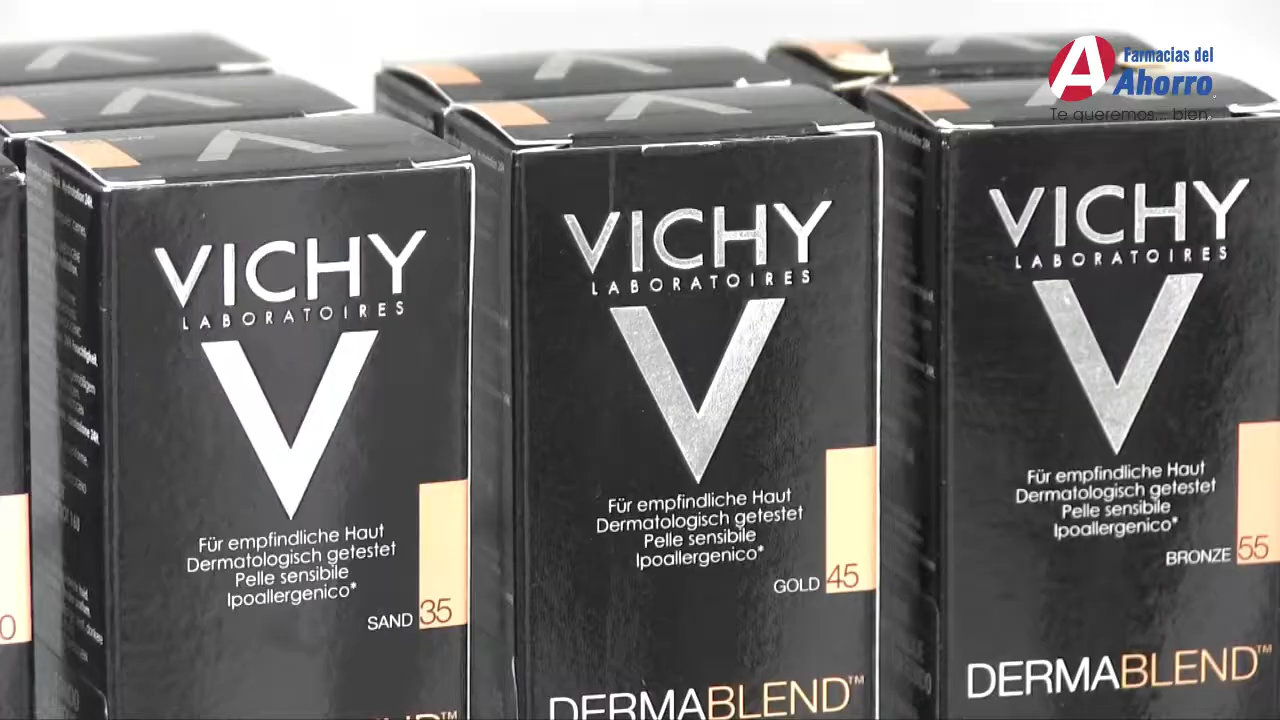 Farmacias del
Ahorro
Te queremos... bien.
VICHY
LABORATOIRES
V
Für empfindliche Haut
Dermatologisch getestet
Pelle sensibile
Ipoallergenico*
SAND 35
VICHY
LABORATOIRES
V
Für empfindliche Haut
Dermatologisch getestet
Pelle sensibile
Ipoallergenico*
GOLD 45
DERMABLEND™
VICHY
LABORATOIRES
V
Für empfindliche Haut
Dermatologisch getestet
Pelle sensibile
Ipoallergenico*
BRONZE 55
DERMABLEND™